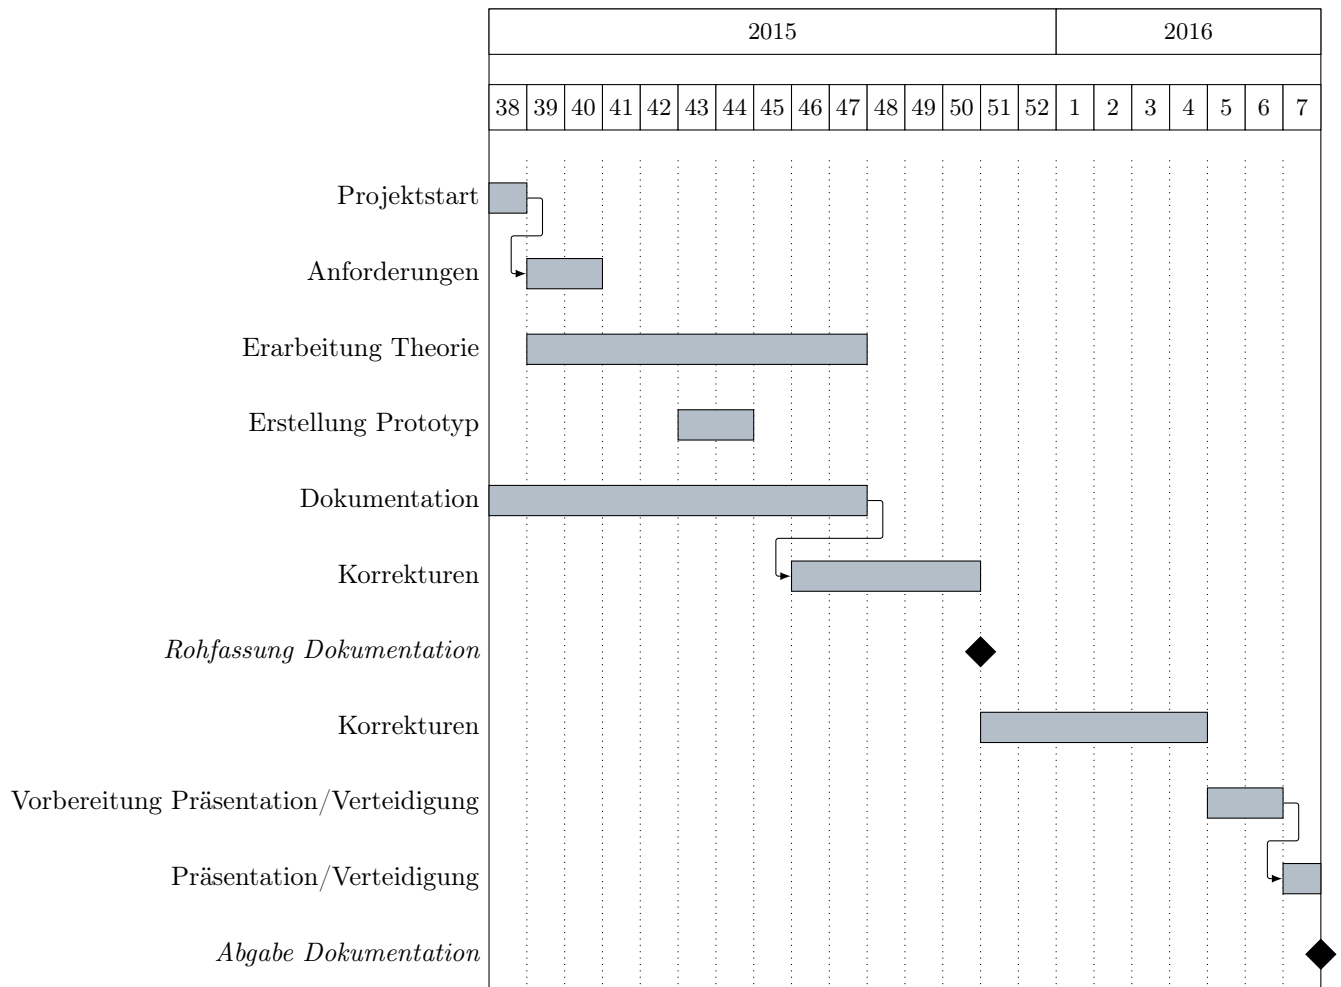 2015 2016
38 39 40 41 42 43 44 45 46 47 48 49 50 51 52 1 2 3 4 5 6 7
Projektstart
Anforderungen
Erarbeitung Theorie
Erstellung Prototyp
Dokumentation
Korrekturen
Rohfassung Dokumentation
Korrekturen
Vorbereitung Präsentation/Verteidigung
Präsentation/Verteidigung
Abgabe Dokumentation